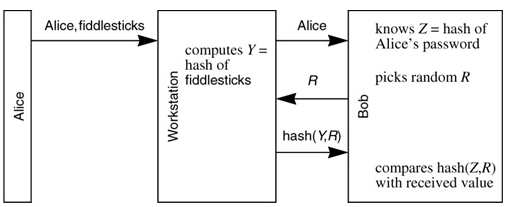 Alice, fiddlesticks
Alice
Workstation
computes Y =
hash of
fiddlesticks
Alice
R
hash(Y,R)
Bob
knows Z = hash of
Alice's password
picks random R
compares hash(Z,R)
with received value